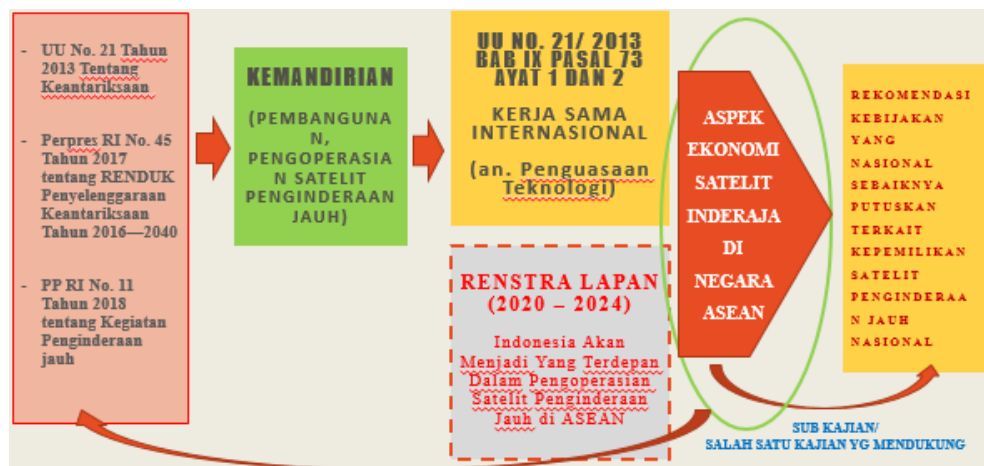 - UU No. 21 Tahun
2013 Tentang
Keantariksaan
- Perpres RI No. 45
Tahun 2017
tentang RENDUK
Penyelenggaraan
Keantariksaan
Tahun 2016—2040
- PP RI No. 11
Tahun 2018
tentang Kegiatan
Penginderaan
jauh
KEMANDIRIAN
(PEMBANGUNA
N,
PENGOPERASIA
N SATELIT
PENGINDERAAN
JAUH)
UU NO. 21/ 2013
BAB IX PASAL 73
AYAT 1 DAN 2
KERJA SAMA
INTERNASIONAL
(an. Penguasaan
Teknologi)
RENSTRA LAPAN
(2020 – 2024)
Indonesia Akan
Menjadi Yang Terdepan
Dalam Pengoperasian
Satelit Penginderaan
Jauh di ASEAN
ASPEK
EKONOMI
SATELIT
INDERAJA
DI
NEGARA
ASEAN
REKOMENDASI
KEBIJAKAN
YANG
NASIONAL
SEBAIKNYA
PUTUSKAN
TERKAIT
KEPEMILIKAN
SATELIT
PENGINDERAA
N JAUH
NASIONAL
SUB KAJIAN/
SALAH SATU KAJIAN YG MENDUKUNG